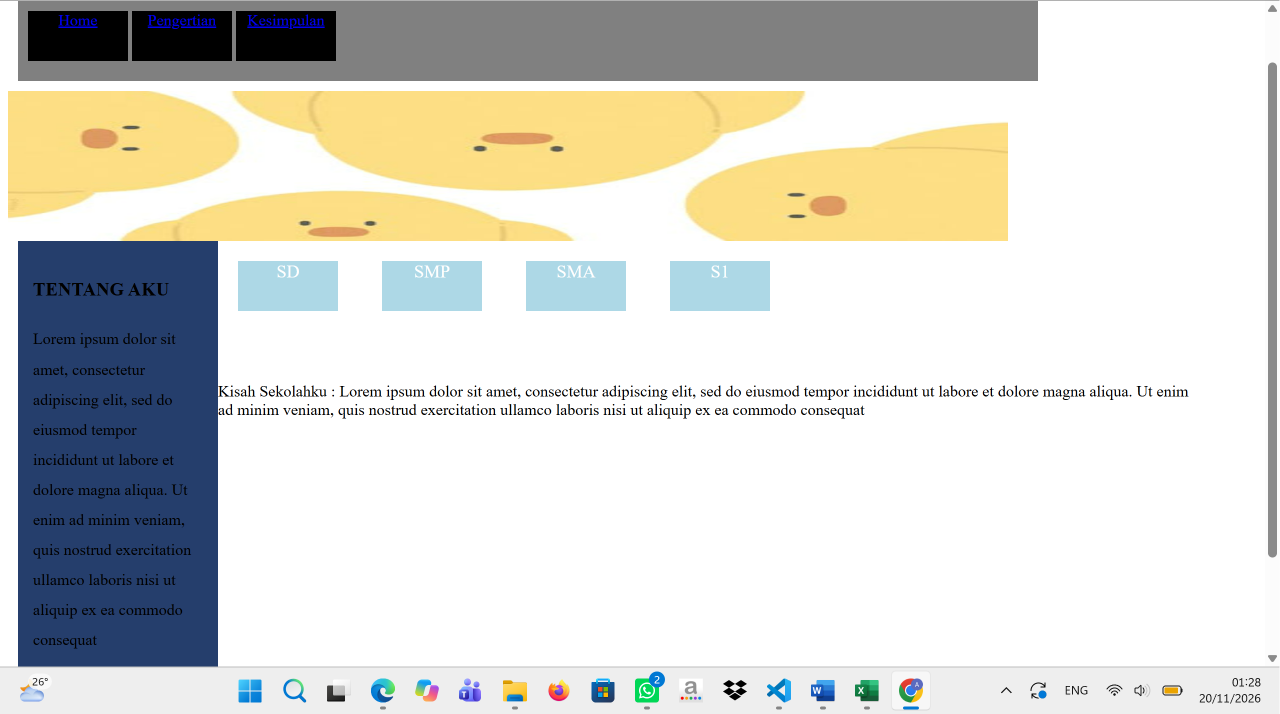 Home Pengertian Kesimpulan
SD SMP SMA S1
TENTANG AKU
Lorem ipsum dolor sit
amet, consectetur
adipiscing elit, sed do
eiusmod tempor
incididunt ut labore et
dolore magna aliqua. Ut
enim ad minim veniam,
quis nostrud exercitation
ullamco laboris nisi ut
aliquip ex ea commodo
consequat
Kisah Sekolahku : Lorem ipsum dolor sit amet, consectetur adipiscing elit, sed do eiusmod tempor incididunt ut labore et dolore magna aliqua. Ut enim
ad minim veniam, quis nostrud exercitation ullamco laboris nisi ut aliquip ex ea commodo consequat
26°
2
ENG
01:28
20/11/2026